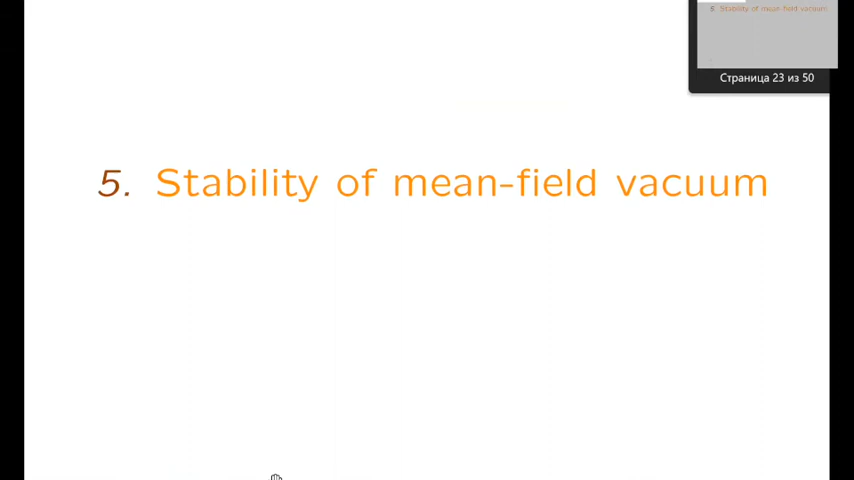 5. Stability of mean field vacuum
Страница 23 из 50
5. Stability of mean-field vacuum